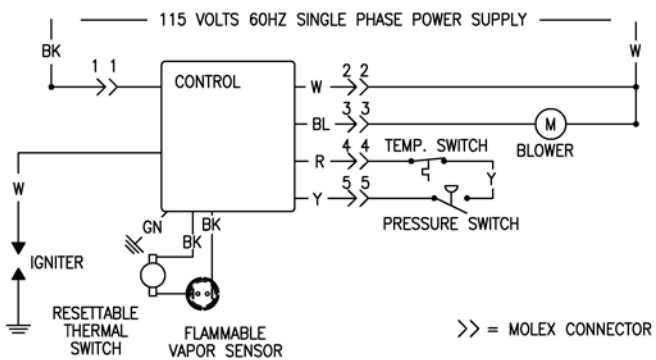 115 VOLTS 60HZ SINGLE PHASE POWER SUPPLY
BK
W
1 1
CONTROL
W
2 2
BL
3 3
M
BLOWER
R
4 4
TEMP. SWITCH
Y
Y
5 5
PRESSURE SWITCH
W
IGNITER
GN
BK
BK
RESETTABLE
THERMAL
SWITCH
FLAMMABLE
VAPOR SENSOR
>> = MOLEX CONNECTOR